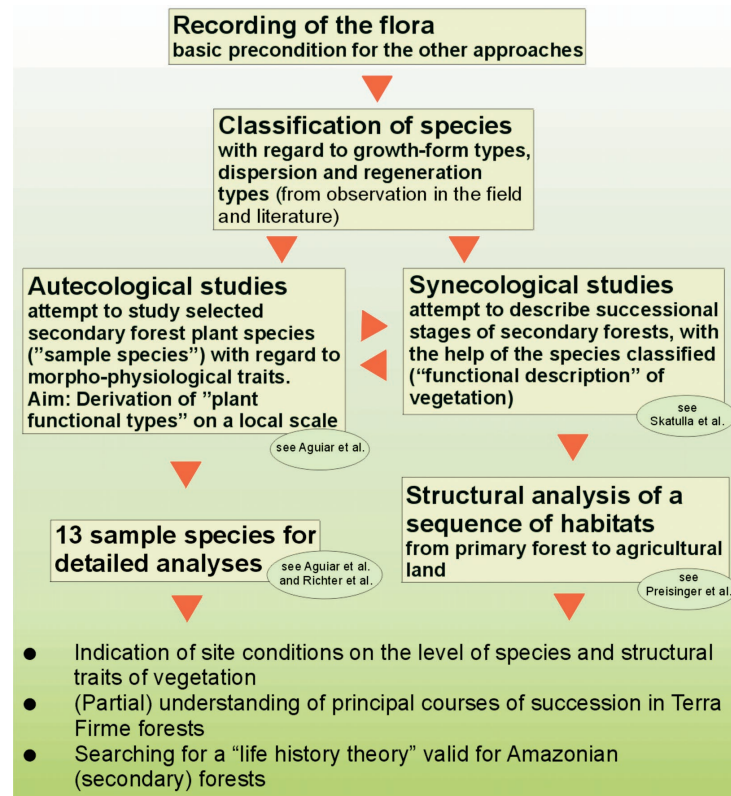 Recording of the flora
basic precondition for the other approaches
Classification of species
with regard to growth-form types,
dispersion and regeneration
types (from observation in the field
and literature)
Autecological studies
attempt to study selected
secondary forest plant species
(”sample species”) with regard to
morpho-physiological traits.
Aim: Derivation of ”plant
functional types” on a local scale
see Aguiar et al.
Synecological studies
attempt to describe successional
stages of secondary forests, with
the help of the species classified
(“functional description” of
vegetation)
see
Skatulla et al.
13 sample species for
detailed analyses
see Aguiar et al.
and Richter et al.
Structural analysis of a
sequence of habitats
from primary forest to agricultural
land
see
Preisinger et al.
● Indication of site conditions on the level of species and structural
traits of vegetation
● (Partial) understanding of principal courses of succession in Terra
Firme forests
● Searching for a “life history theory” valid for Amazonian
(secondary) forests